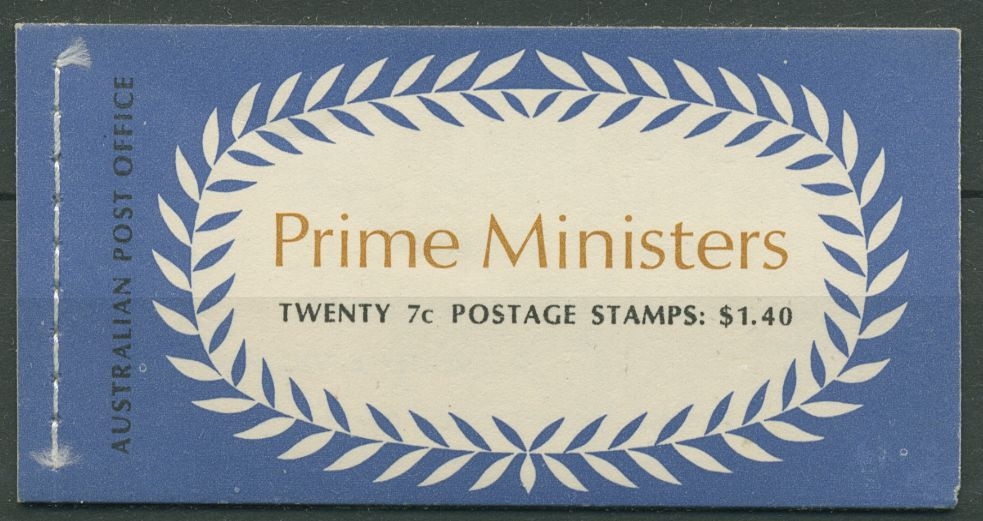 AUSTRALIAN POST OFFICE
Prime Ministers
TWENTY 7c POSTAGE STAMPS: $1.40